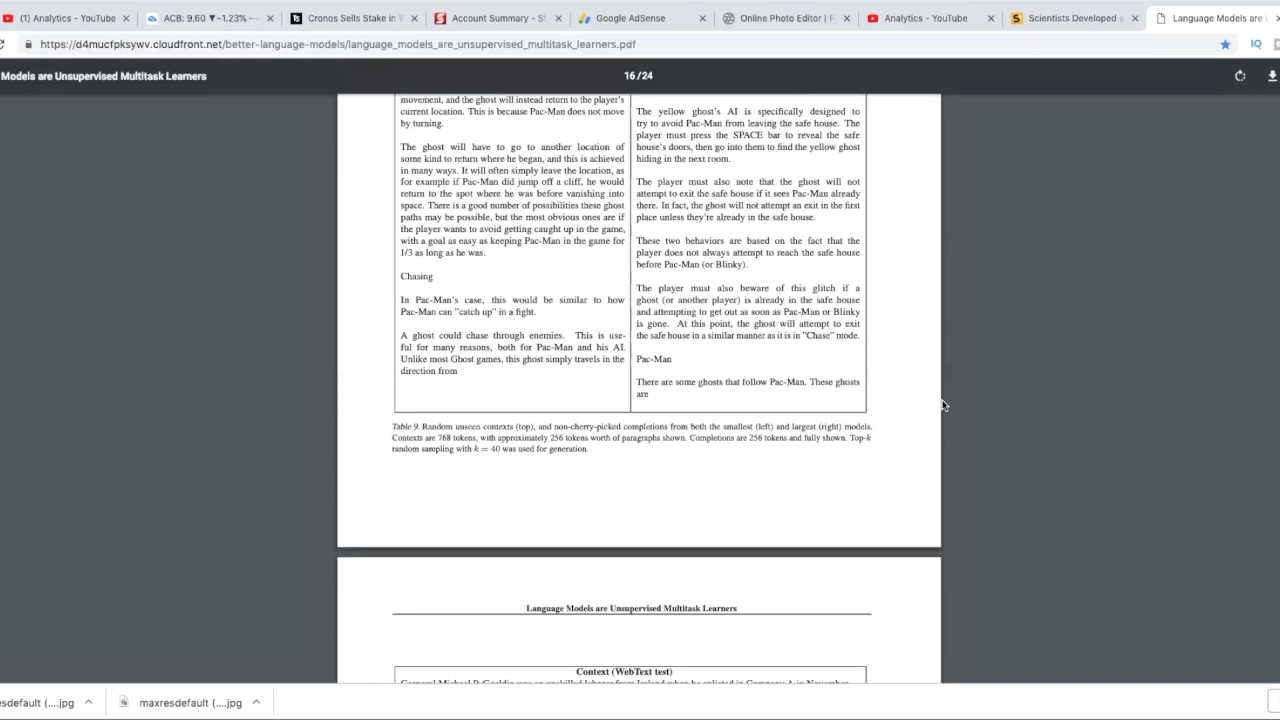 (1) Analytics - YouTube
ACB: 9.60 ▼−1.23%
Cronos Sells Stake in
Account Summary - S
Google AdSense
Online Photo Editor |
Analytics - YouTube
Scientists Developed
Language Models are
https://d4mucfpksywv.cloudfront.net/better-language-models/language_models_are_unsupervised_multitask_learners.pdf
IQ
Models are Unsupervised Multitask Learners
16 / 24
movement, and the ghost will instead return to the player's
current location. This is because Pac-Man does not move
by turning.
The ghost will have to go to another location of
some kind to return where he began, and this is achieved
in many ways. It will often simply leave the location, as
for example if Pac-Man did jump off a cliff, he would
return to the spot where he was before vanishing into
space. There is a good number of possibilities these ghost
paths may be possible, but the most obvious ones are if
the player wants to avoid getting caught up in the game,
with a goal as easy as keeping Pac-Man in the game for
1/3 as long as he was.
Chasing
In Pac-Man's case, this would be similar to how
Pac-Man can "catch up" in a fight.
A ghost could chase through enemies. This is use-
ful for many reasons, both for Pac-Man and his AI.
Unlike most Ghost games, this ghost simply travels in the
direction from
The yellow ghost's AI is specifically designed to
try to avoid Pac-Man from leaving the safe house. The
player must press the SPACE bar to reveal the safe
house's doors, then go into them to find the yellow ghost
hiding in the next room.
The player must also note that the ghost will not
attempt to exit the safe house if it sees Pac-Man already
there. In fact, the ghost will not attempt an exit in the first
place unless they're already in the safe house.
These two behaviors are based on the fact that the
player does not always attempt to reach the safe house
before Pac-Man (or Blinky).
The player must also beware of this glitch if a
ghost (or another player) is already in the safe house
and attempting to get out as soon as Pac-Man or Blinky
is gone. At this point, the ghost will attempt to exit
the safe house in a similar manner as it is in "Chase" mode.
Pac-Man
There are some ghosts that follow Pac-Man. These ghosts
are
Table 9. Random unseen contexts (top), and non-cherry-picked completions from both the smallest (left) and largest (right) models.
Contexts are 768 tokens, with approximately 256 tokens worth of paragraphs shown. Completions are 256 tokens and fully shown. Top-k
random sampling with k = 40 was used for generation.
Language Models are Unsupervised Multitask Learners
Context (WebText test)
esdefault (....jpg
maxresdefault (....jpg